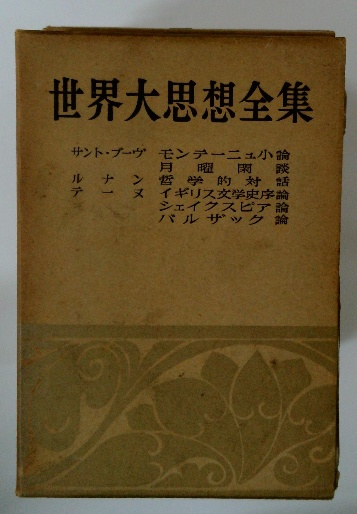 世界大思想全集
サント・ブーヴ モンテーニュ小論
月曜閑談
ルナン 哲学的対話
テーヌ イギリス文学史序論
シェイクスピア論
バルザック論